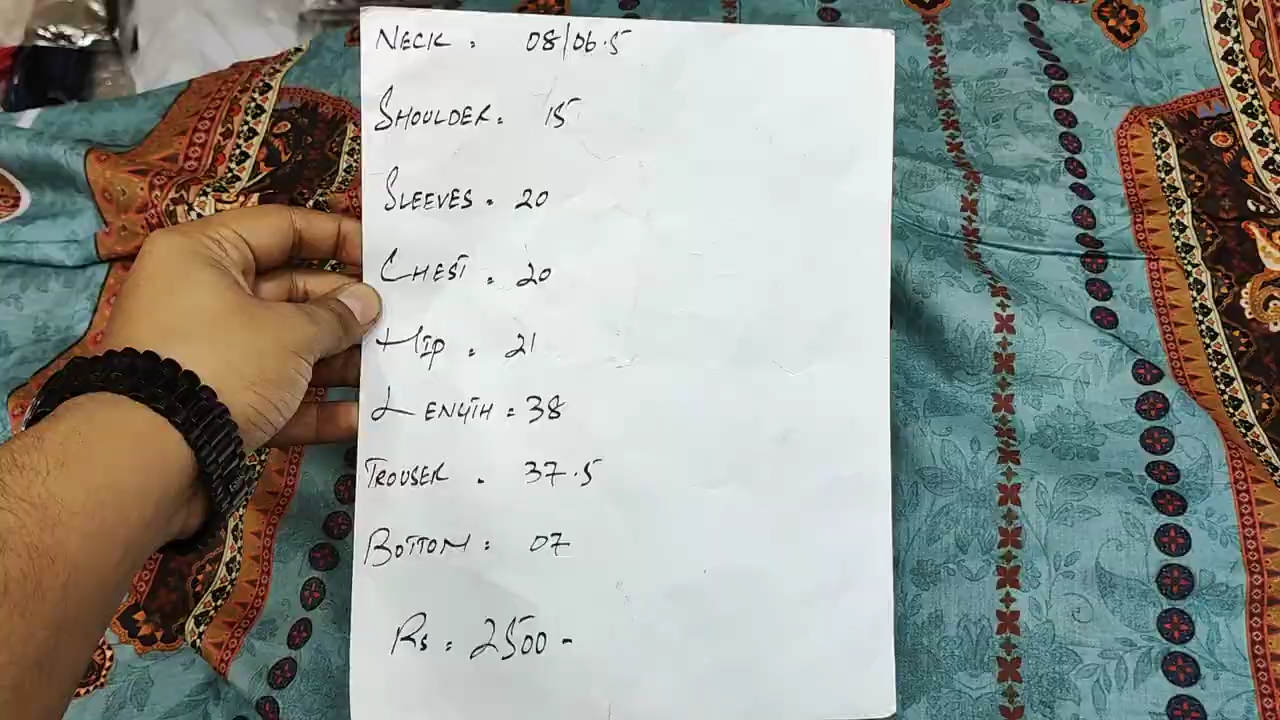 NECK : 08/06.5
SHOULDER : 15
SLEEVES : 20
CHEST : 20
HIP : 21
LENGTH : 38
TROUSER . 37.5
BOTTOM : 07
Rs : 2500 -